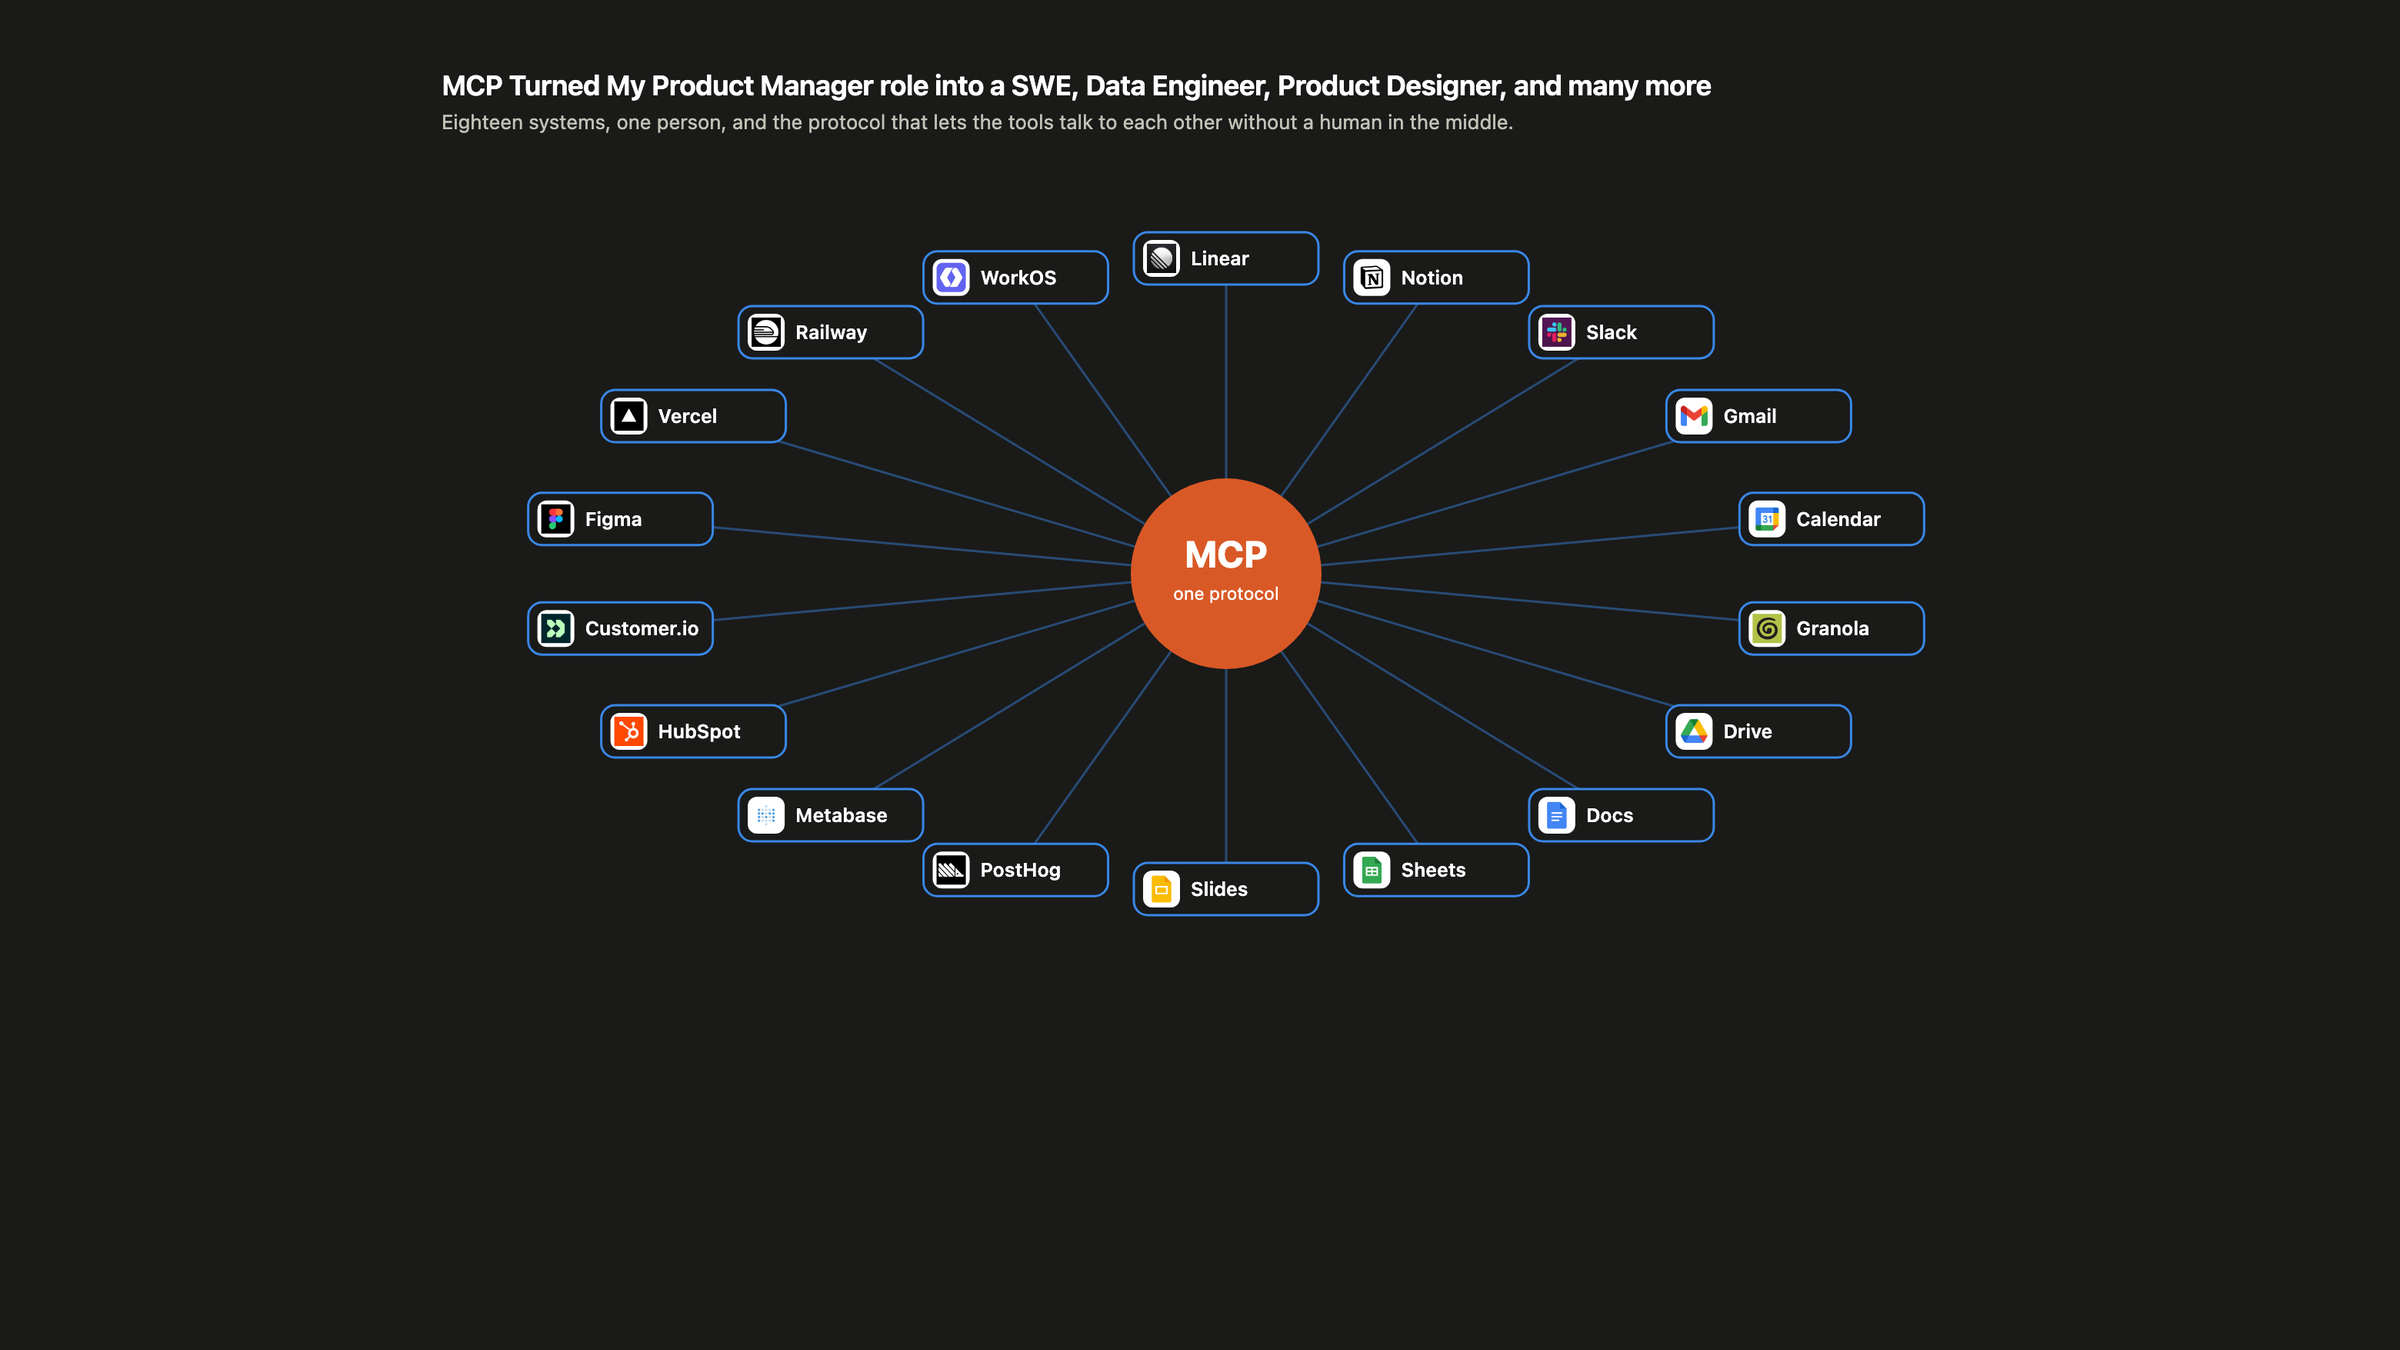 MCP Turned My Product Manager role into a SWE, Data Engineer, Product Designer, and many more
Eighteen systems, one person, and the protocol that lets the tools talk to each other without a human in the middle.
Linear
WorkOS
Notion
Railway
Slack
Vercel
Gmail
Figma
Calendar
31
MCP
one protocol
Customer.io
Granola
HubSpot
Drive
Metabase
Docs
PostHog
Sheets
Slides